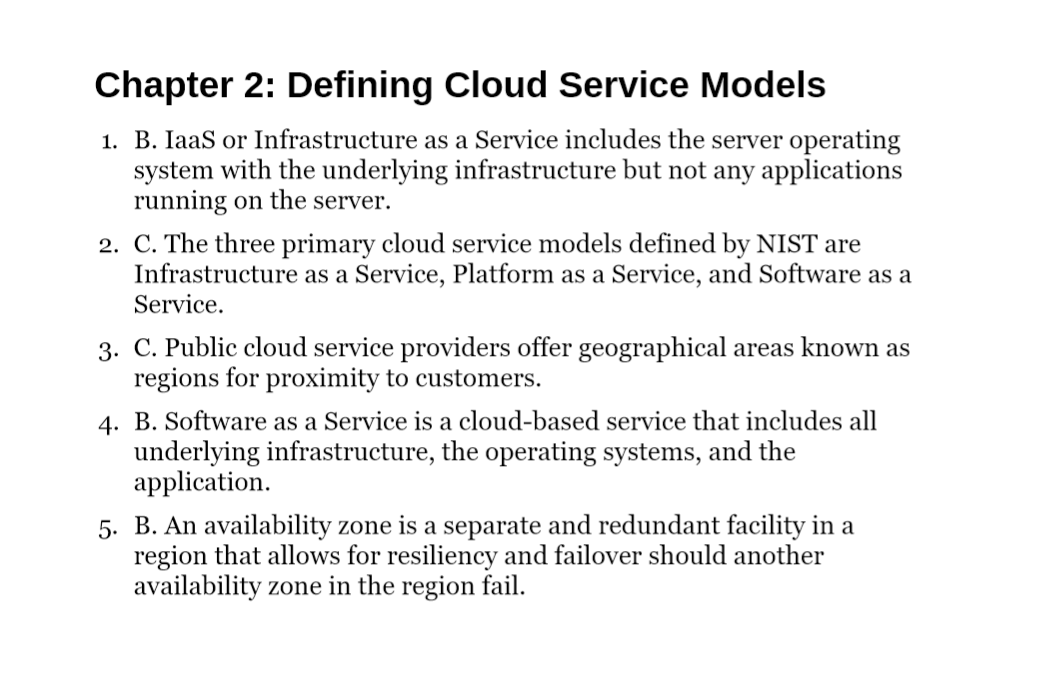 Chapter 2: Defining Cloud Service Models
1. B. IaaS or Infrastructure as a Service includes the server operating
system with the underlying infrastructure but not any applications
running on the server.
2. C. The three primary cloud service models defined by NIST are
Infrastructure as a Service, Platform as a Service, and Software as a
Service.
3. C. Public cloud service providers offer geographical areas known as
regions for proximity to customers.
4. B. Software as a Service is a cloud-based service that includes all
underlying infrastructure, the operating systems, and the
application.
5. B. An availability zone is a separate and redundant facility in a
region that allows for resiliency and failover should another
availability zone in the region fail.